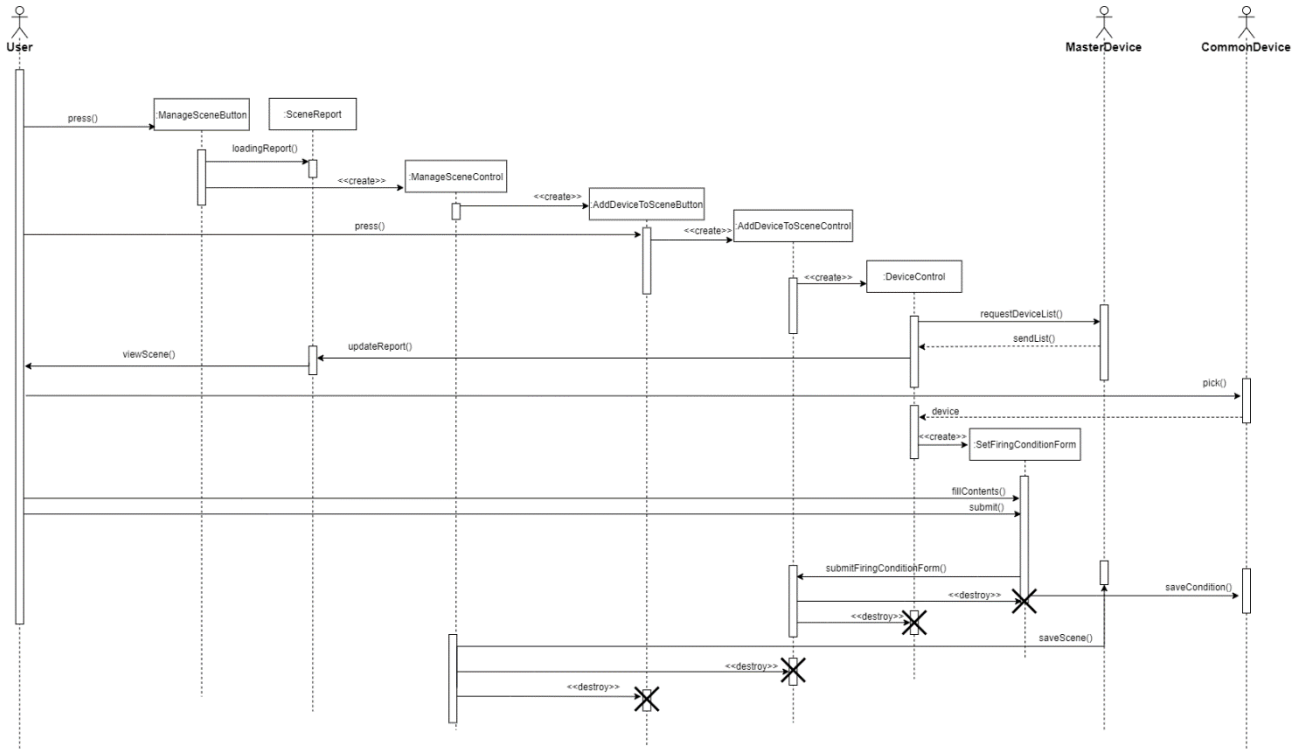 User
MasterDevice
CommonDevice
:ManageSceneButton
:SceneReport
press()
loadingReport()
:ManageSceneControl
<<create>>
<<create>>
:AddDeviceToSceneButton
press()
<<create>>
:AddDeviceToSceneControl
<<create>>
:DeviceControl
requestDeviceList()
sendList()
updateReport()
viewScene()
pick()
device
<<create>>
:SetFiringConditionForm
fillContents()
submit()
submitFiringConditionForm()
saveCondition()
<<destroy>>
<<destroy>>
saveScene()
<<destroy>>
<<destroy>>